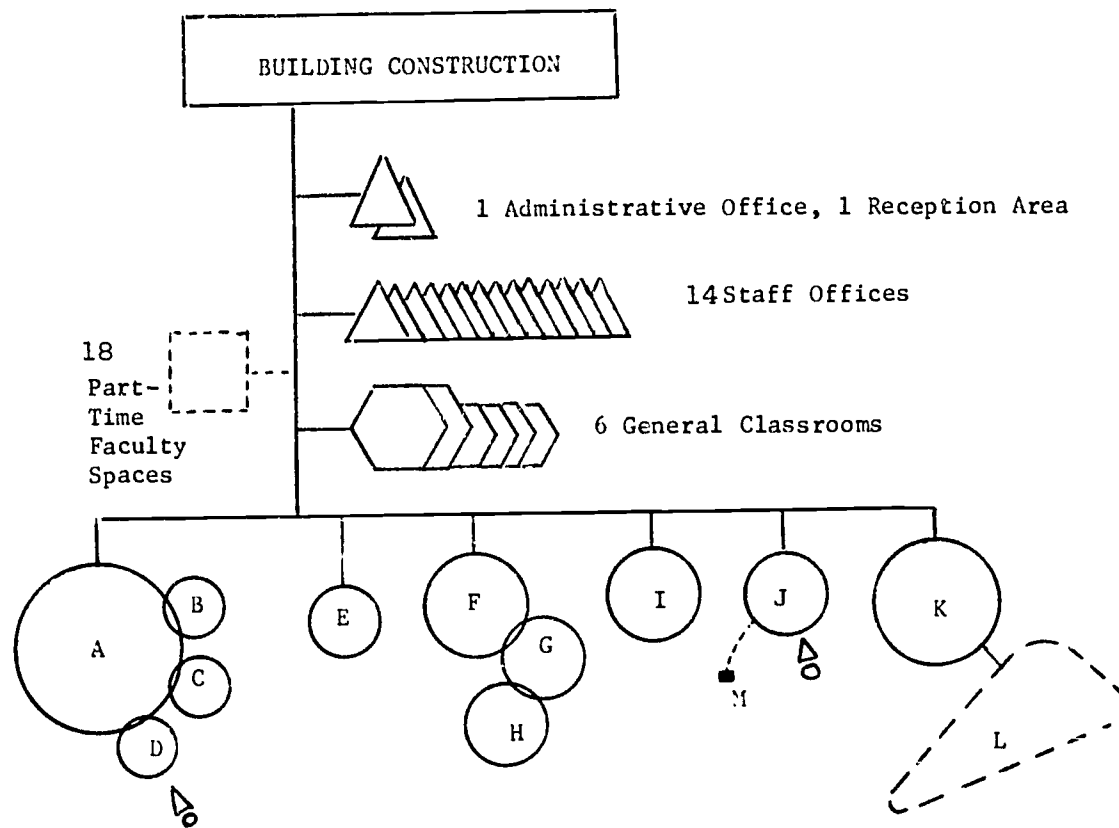 BUILDING CONSTRUCTION
1 Administrative Office, 1 Reception Area
14 Staff Offices
18
Part-
Time
Faculty
Spaces
6 General Classrooms
A
B
C
D
E
F
G
H
I
J
M
K
L